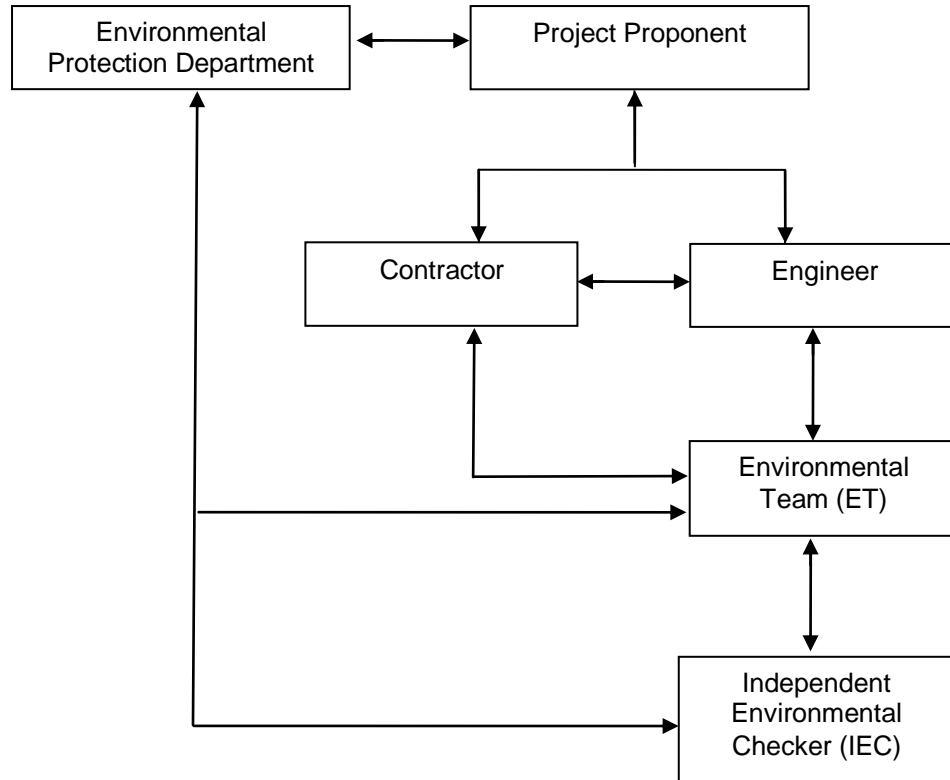 Environmental
Protection Department
Project Proponent
Contractor
Engineer
Environmental
Team (ET)
Independent
Environmental
Checker (IEC)